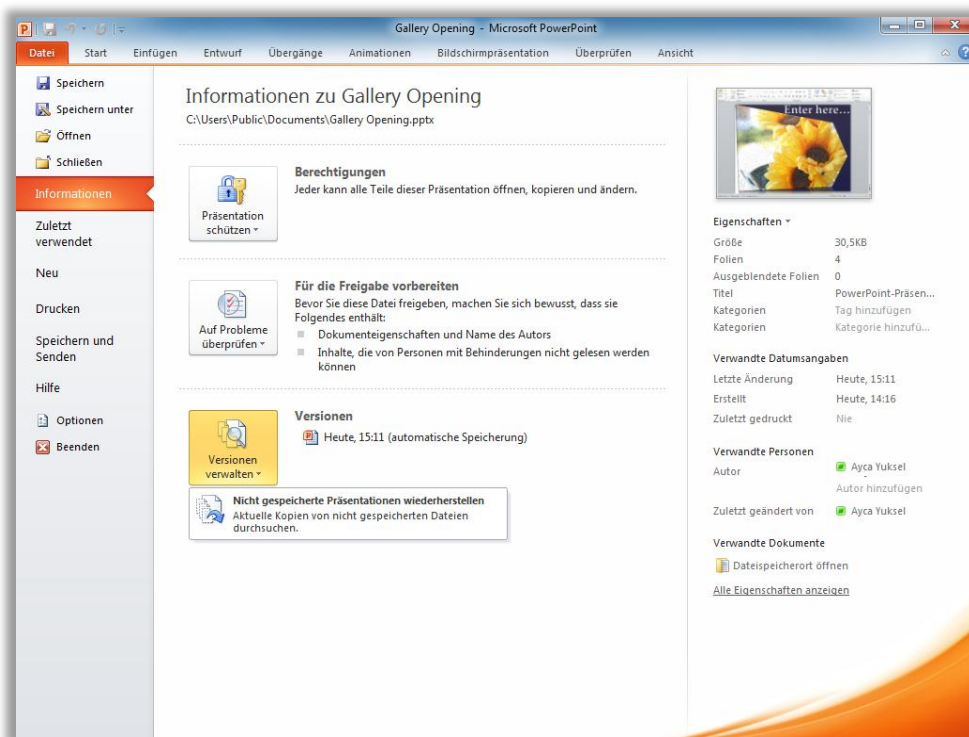 Gallery Opening - Microsoft PowerPoint
Datei Start Einfügen Entwurf Übergänge Animationen Bildschirmpräsentation Überprüfen Ansicht
Speichern
Speichern unter
Öffnen
Schließen
Informationen
Zuletzt
verwendet
Neu
Drucken
Speichern und
Senden
Hilfe
Optionen
Beenden
Informationen zu Gallery Opening
C:\Users\Public\Documents\Gallery Opening.pptx
Präsentation
schützen
Berechtigungen
Jeder kann alle Teile dieser Präsentation öffnen, kopieren und ändern.
Auf Probleme
überprüfen
Für die Freigabe vorbereiten
Bevor Sie diese Datei freigeben, machen Sie sich bewusst, dass sie
Folgendes enthält:
Dokumenteigenschaften und Name des Autors
Inhalte, die von Personen mit Behinderungen nicht gelesen werden
können
Versionen
verwalten
Versionen
Heute, 15:11 (automatische Speicherung)
Nicht gespeicherte Präsentationen wiederherstellen
Aktuelle Kopien von nicht gespeicherten Dateien
durchsuchen.
Enter here...
Eigenschaften
Größe 30,5KB
Folien 4
Ausgeblendete Folien 0
Titel PowerPoint-Präsen...
Kategorien Tag hinzufügen
Kategorien Kategorie hinzufü...
Verwandte Datumsangaben
Letzte Änderung Heute, 15:11
Erstellt Heute, 14:16
Zuletzt gedruckt Nie
Verwandte Personen
Autor Ayca Yuksel
Autor hinzufügen
Zuletzt geändert von Ayca Yuksel
Verwandte Dokumente
Dateispeicherort öffnen
Alle Eigenschaften anzeigen